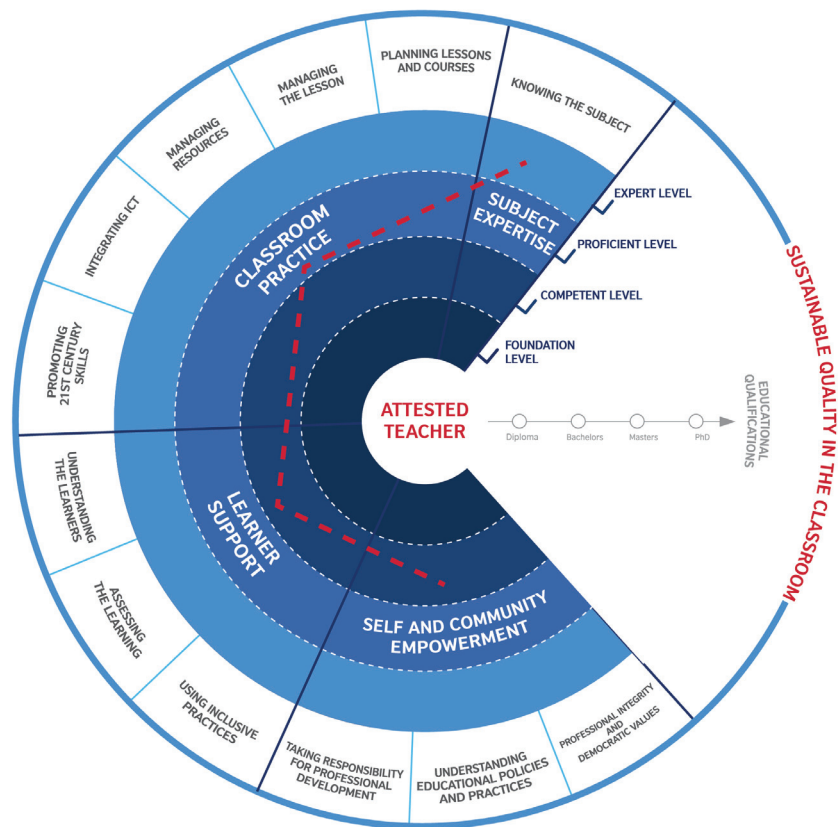 PLANNING LESSONS
AND COURSES
KNOWING THE SUBJECT
MANAGING
THE LESSON
MANAGING
RESOURCES
INTEGRATING ICT
PROMOTING
21ST CENTURY
SKILLS
UNDERSTANDING
THE LEARNERS
ASSESSING
THE LEARNING
USING INCLUSIVE
PRACTICES
TAKING RESPONSIBILITY
FOR PROFESSIONAL
DEVELOPMENT
UNDERSTANDING
EDUCATIONAL POLICIES
AND PRACTICES
PROFESSIONAL INTEGRITY
AND
DEMOCRATIC VALUES
CLASSROOM
PRACTICE
SUBJECT
EXPERTISE
LEARNER
SUPPORT
SELF AND COMMUNITY
EMPOWERMENT
EXPERT LEVEL
PROFICIENT LEVEL
COMPETENT LEVEL
FOUNDATION
LEVEL
ATTESTED
TEACHER
Diploma
Bachelors
Masters
PhD
EDUCATIONAL
QUALIFICATIONS
SUSTAINABLE QUALITY IN THE CLASSROOM